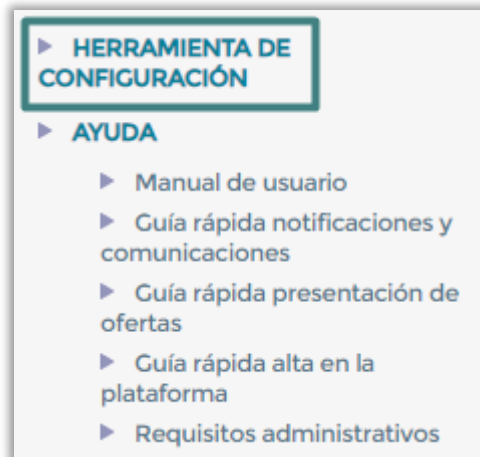 HERRAMIENTA DE
CONFIGURACIÓN
AYUDA
Manual de usuario
Guía rápida notificaciones y
comunicaciones
Guía rápida presentación de
ofertas
Guía rápida alta en la
plataforma
Requisitos administrativos